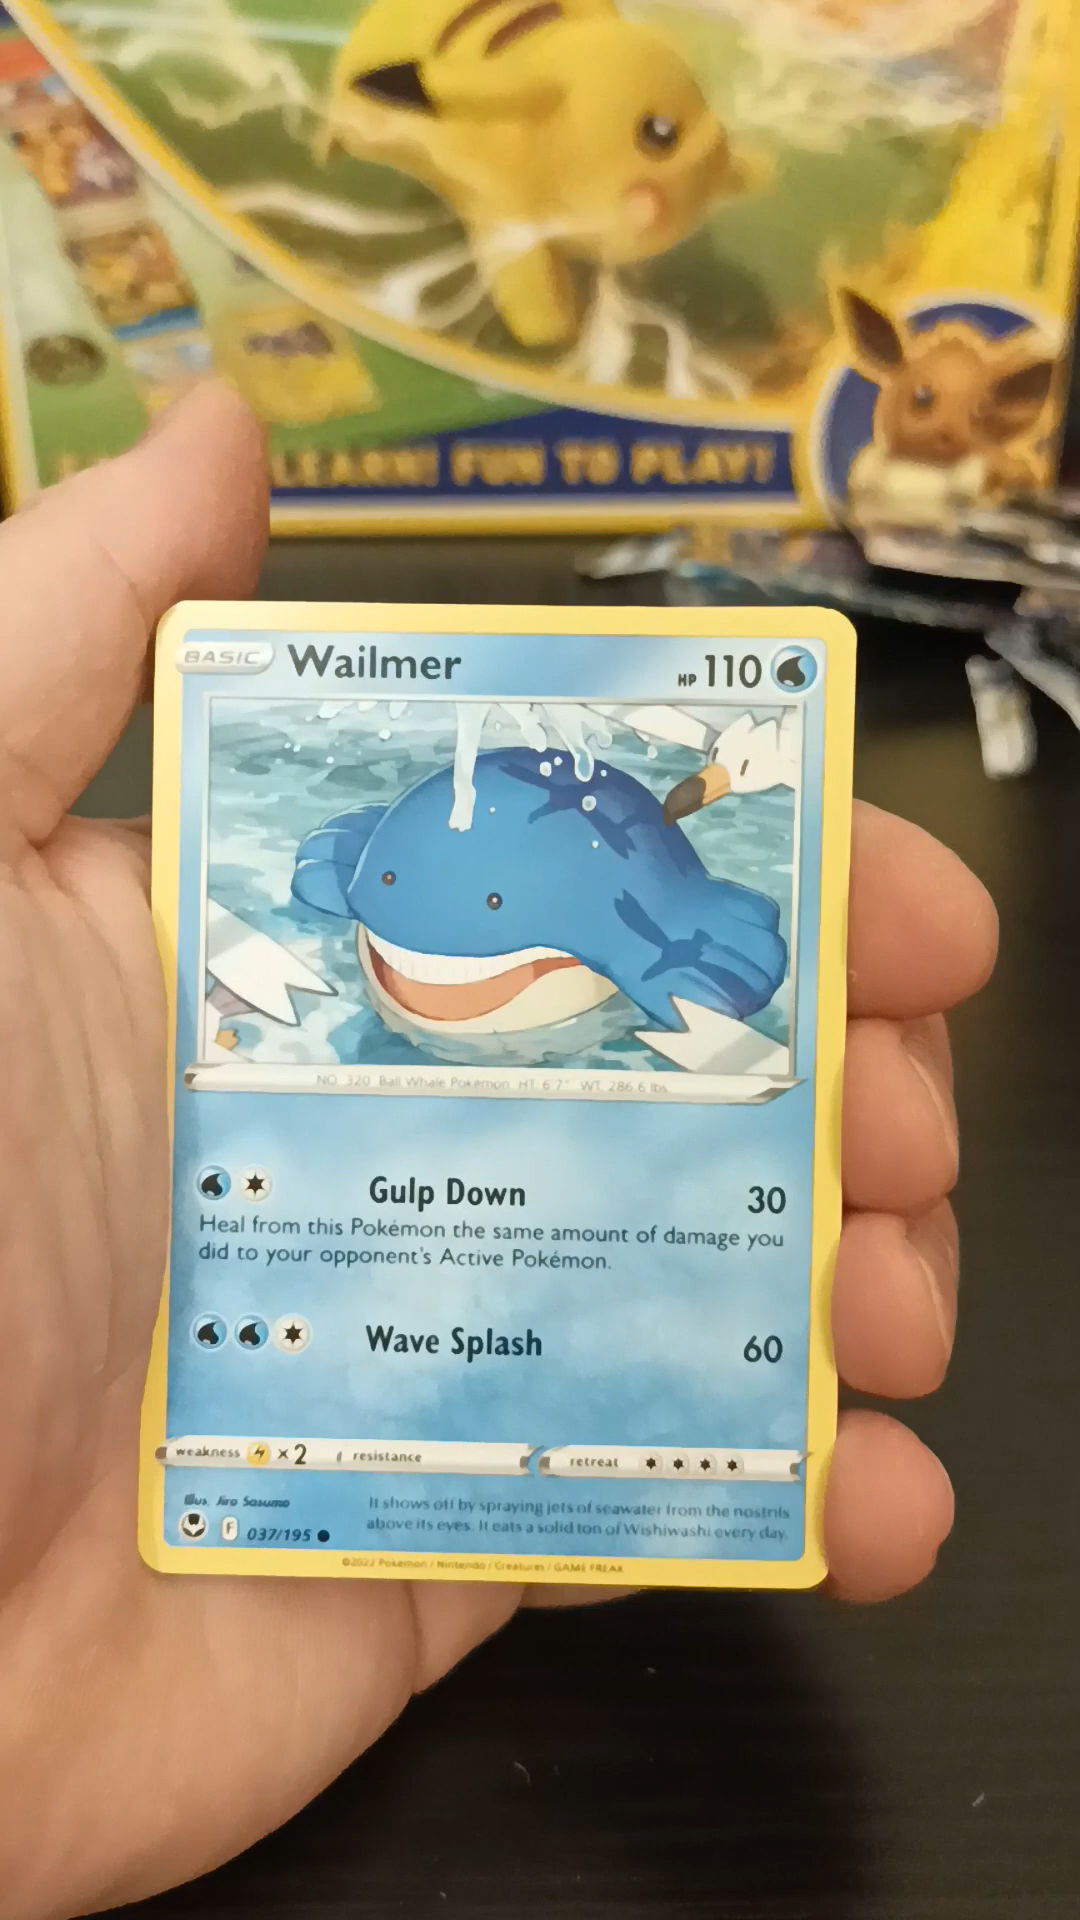 LEARN! FUN TO PLAY!
BASIC Wailmer HP 110
NO. 320 Ball Whale Pokémon HT. 6'7" WT. 286.6 lbs.
Gulp Down 30
Heal from this Pokémon the same amount of damage you
did to your opponent's Active Pokémon.
Wave Splash 60
weakness ×2 resistance retreat
Illus. Jiro Sasumo
It shows off by spraying jets of seawater from the nostrils
above its eyes. It eats a solid ton of Wishiwashi every day.
F 037/195
©2022 Pokémon / Nintendo / Creatures / GAME FREAK